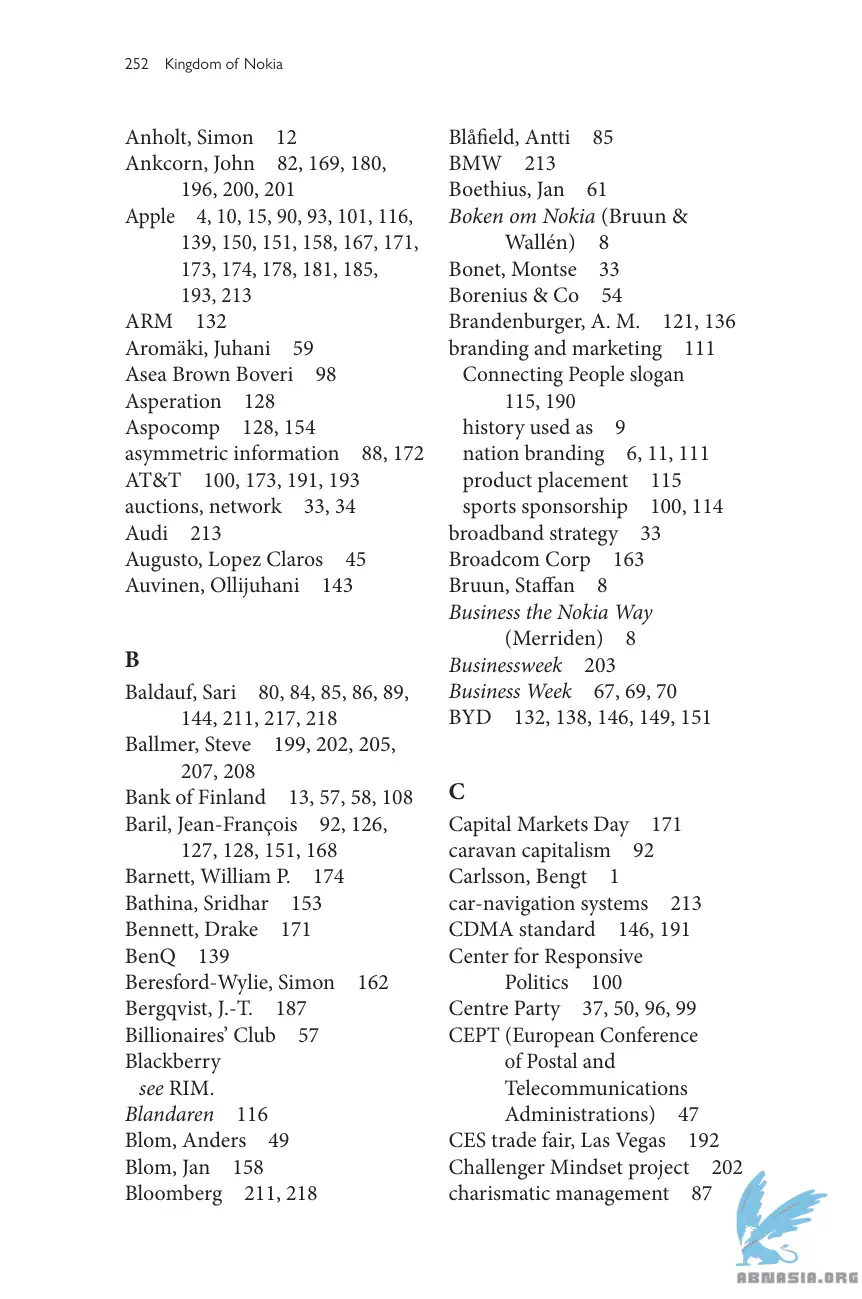 252 Kingdom of Nokia
Anholt, Simon 12
Ankcorn, John 82, 169, 180,
196, 200, 201
Apple 4, 10, 15, 90, 93, 101, 116,
139, 150, 151, 158, 167, 171,
173, 174, 178, 181, 185,
193, 213
ARM 132
Aromäki, Juhani 59
Asea Brown Boveri 98
Asperation 128
Aspocomp 128, 154
asymmetric information 88, 172
AT&T 100, 173, 191, 193
auctions, network 33, 34
Audi 213
Augusto, Lopez Claros 45
Auvinen, Ollijuhani 143
B
Baldauf, Sari 80, 84, 85, 86, 89,
144, 211, 217, 218
Ballmer, Steve 199, 202, 205,
207, 208
Bank of Finland 13, 57, 58, 108
Baril, Jean-François 92, 126,
127, 128, 151, 168
Barnett, William P. 174
Bathina, Sridhar 153
Bennett, Drake 171
BenQ 139
Beresford-Wylie, Simon 162
Bergqvist, J.-T. 187
Billionaires’ Club 57
Blackberry
see RIM.
Blandaren 116
Blom, Anders 49
Blom, Jan 158
Bloomberg 211, 218
Blåfield, Antti 85
BMW 213
Boethius, Jan 61
Boken om Nokia (Bruun &
Wallén) 8
Bonet, Montse 33
Borenius & Co 54
Brandenburger, A. M. 121, 136
branding and marketing 111
Connecting People slogan
115, 190
history used as 9
nation branding 6, 11, 111
product placement 115
sports sponsorship 100, 114
broadband strategy 33
Broadcom Corp 163
Bruun, Staffan 8
Business the Nokia Way
(Merriden) 8
Businessweek 203
Business Week 67, 69, 70
BYD 132, 138, 146, 149, 151
C
Capital Markets Day 171
caravan capitalism 92
Carlsson, Bengt 1
car-navigation systems 213
CDMA standard 146, 191
Center for Responsive
Politics 100
Centre Party 37, 50, 96, 99
CEPT (European Conference
of Postal and
Telecommunications
Administrations) 47
CES trade fair, Las Vegas 192
Challenger Mindset project 202
charismatic management 87
ABNASIA.ORG